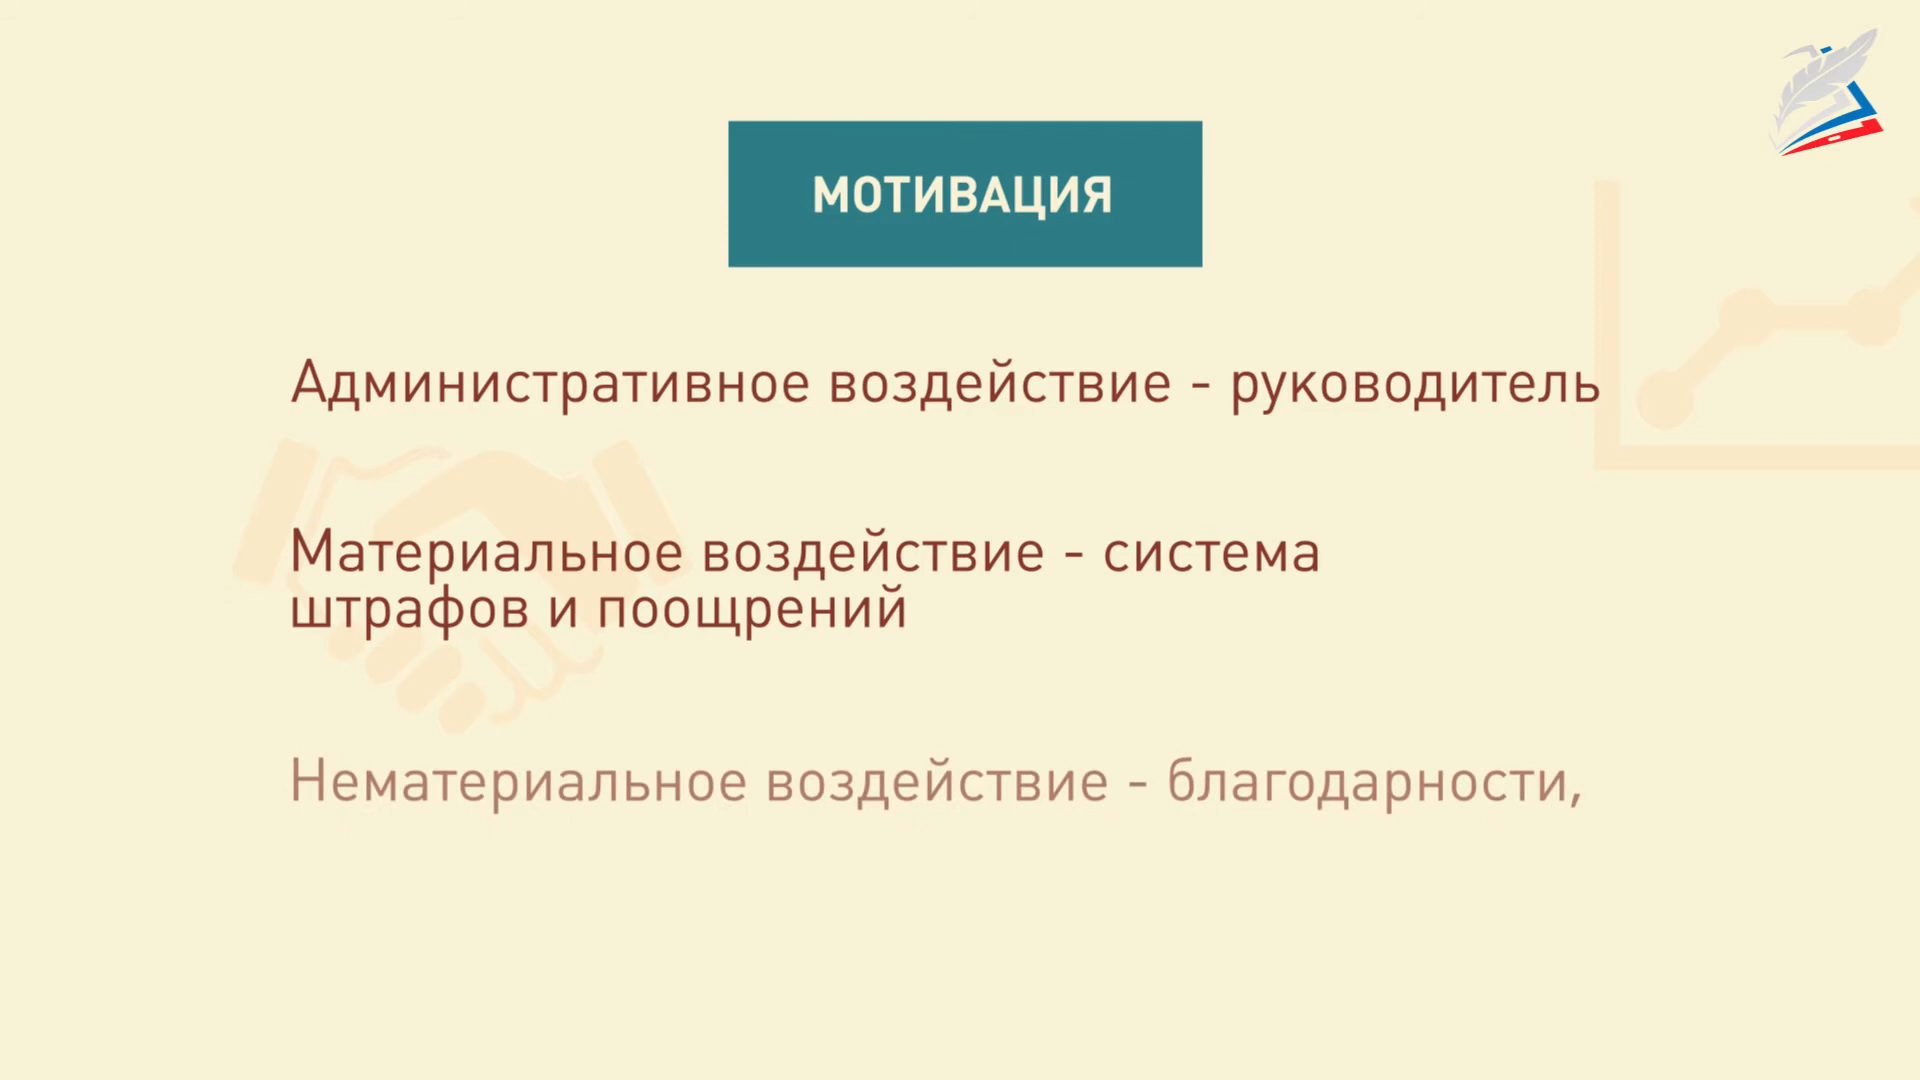 МОТИВАЦИЯ
Административное воздействие - руководитель
Материальное воздействие - система
штрафов и поощрений
Нематериальное воздействие - благодарности,